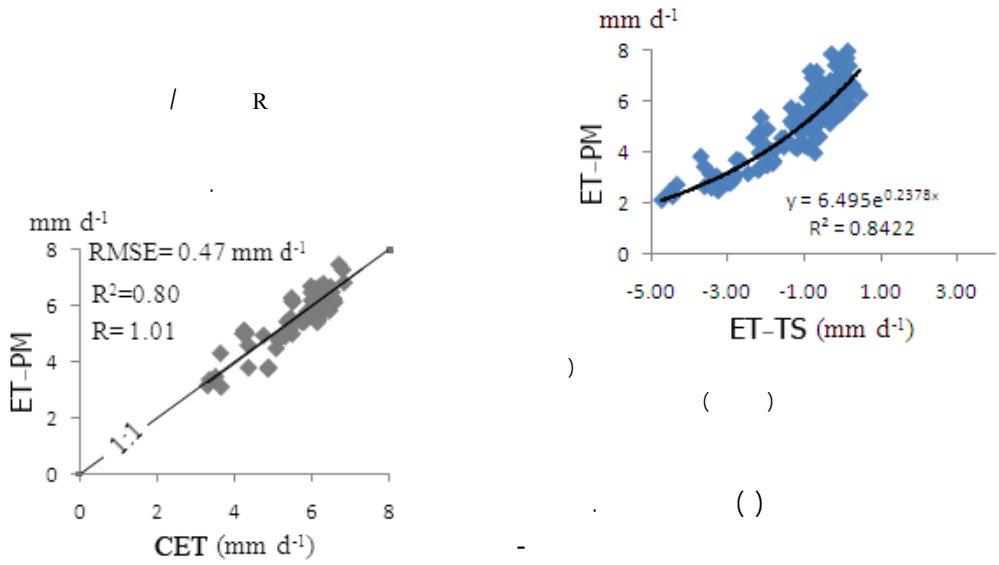 / R
.
mm d-1
RMSE= 0.47 mm d-1
R2=0.80
R= 1.01
8
6
4
2
0
ET-PM
1:1
0 2 4 6 8
CET (mm d-1)
mm d-1
8
6
4
2
0
ET-PM
y = 6.495e0.2378x
R² = 0.8422
-5.00 -3.00 -1.00 1.00 3.00
ET-TS (mm d-1)
)
( )
. ( )
-